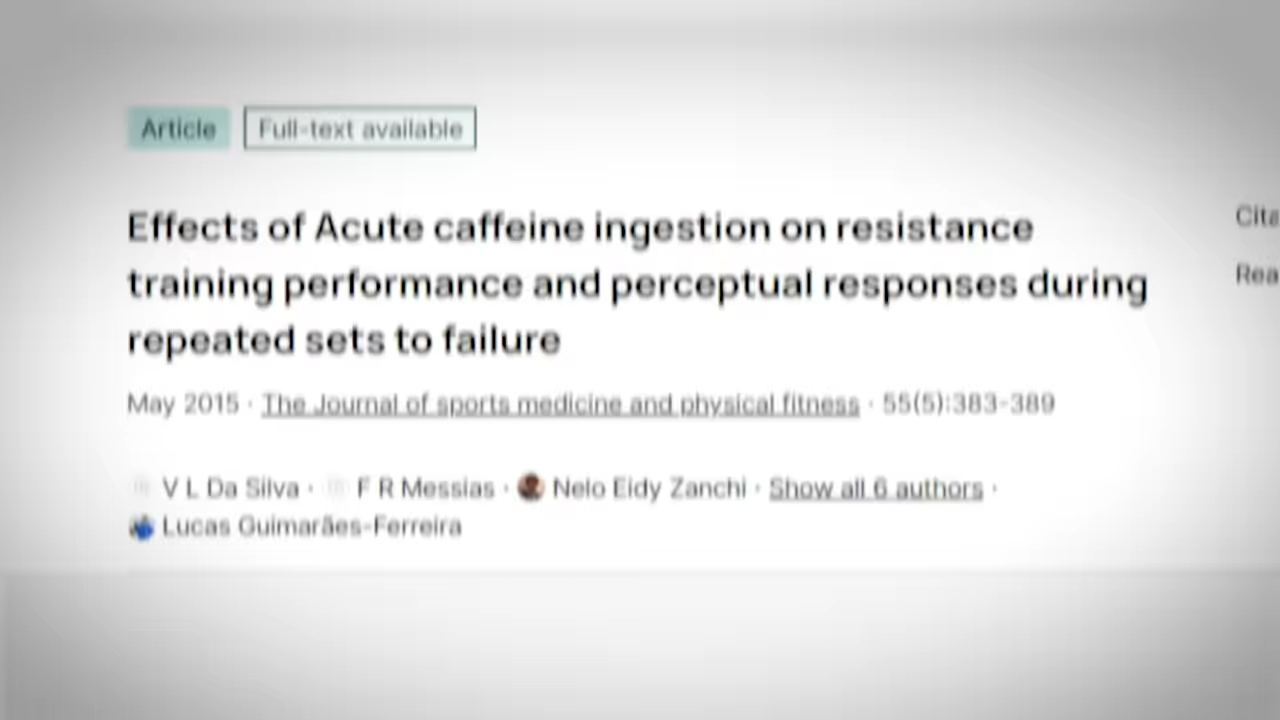 Article Full-text available
Effects of Acute caffeine ingestion on resistance
training performance and perceptual responses during
repeated sets to failure
May 2015 · The Journal of sports medicine and physical fitness · 55(5):383-389
V L Da Silva · F R Messias · Nelo Eidy Zanchi · Show all 6 authors ·
Lucas Guimarães-Ferreira
Cita
Rea